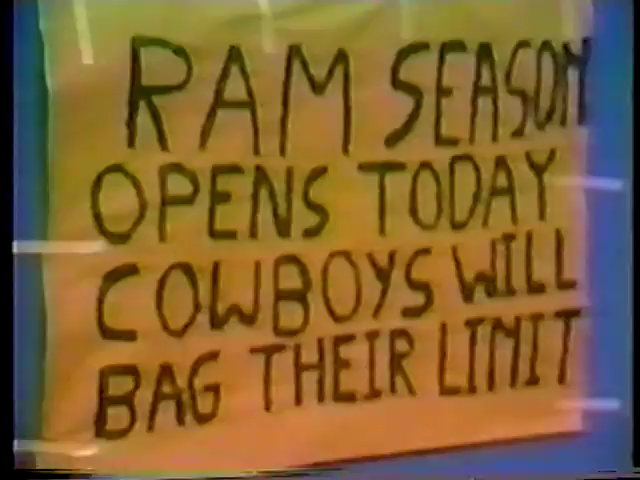 RAM SEASON
OPENS TODAY
COWBOYS WILL
BAG THEIR LIMIT